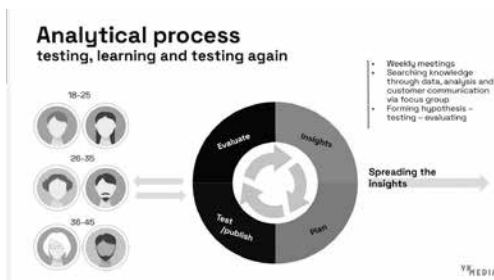 Analytical process
testing, learning and testing again
• Weekly meetings
• Searching knowledge
through data, analysis and
customer communication
via focus group
• Forming hypothesis –
testing – evaluating
18-25
26-35
36-45
Evaluate
Insights
Test
/publish
Plan
Spreading the
insights
MEDIA